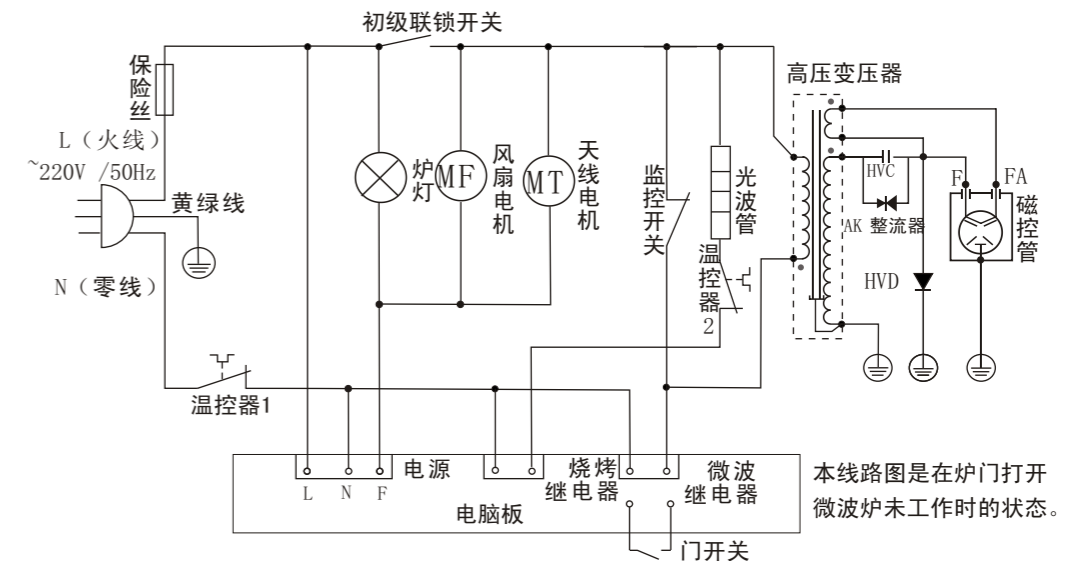 初级联锁开关
保险丝
高压变压器
L（火线）
~220V /50Hz
黄绿线
N（零线）
炉灯
MF
风扇电机
MT
天线电机
监控开关
光波管
温控器2
HVC
AK 整流器
HVD
F
FA
磁控管
温控器1
电源
烧烤继电器
微波继电器
L N F
电脑板
门开关
本线路图是在炉门打开
微波炉未工作时的状态。